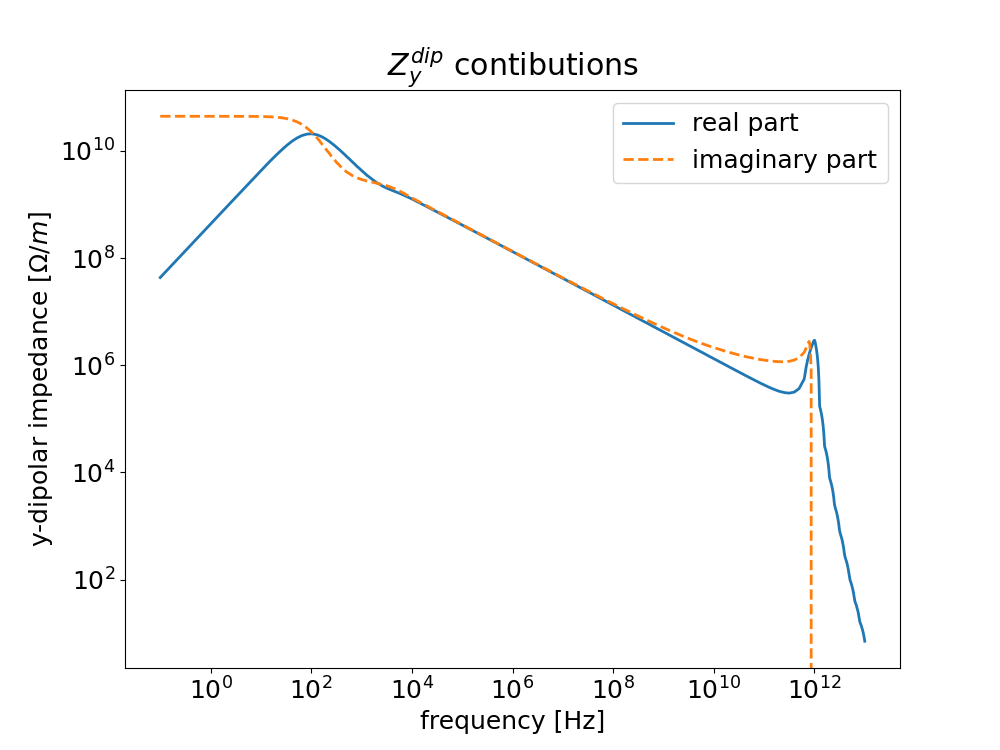 $Z_y^{dip}$ contibutions
real part
imaginary part
y-dipolar impedance [Ω/m]
10^10
10^8
10^6
10^4
10^2
10^0 10^2 10^4 10^6 10^8 10^10 10^12
frequency [Hz]